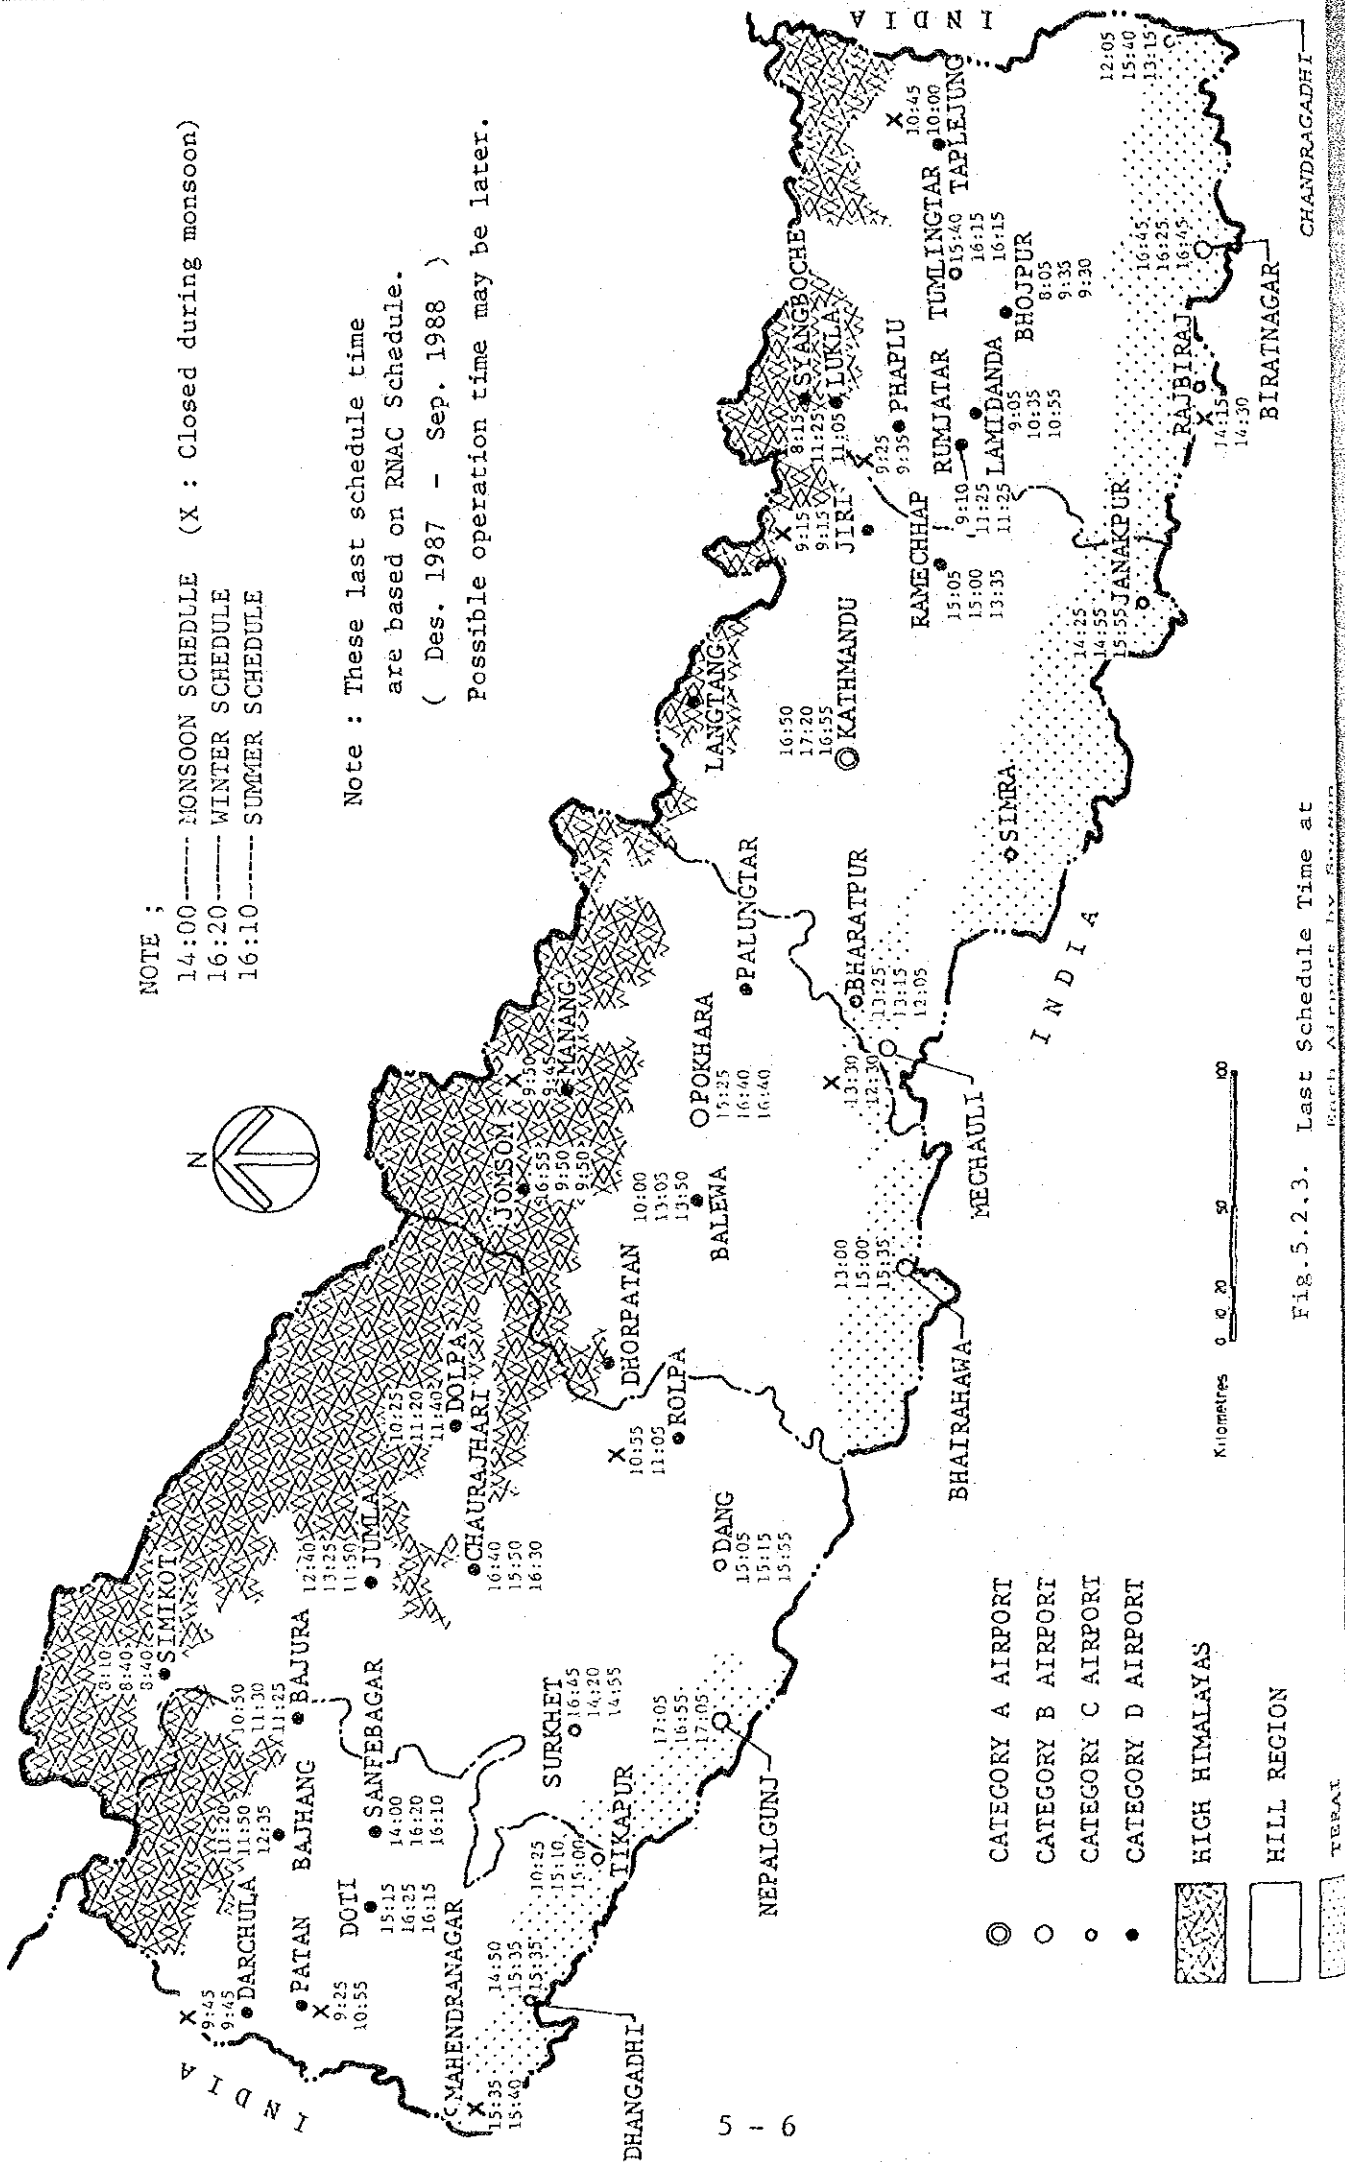 NOTE ;
14:00------ MONSOON SCHEDLLE (X : Closed during monsoon)
16:20------- WINTER SCHEDULE
16:10------- SUMMER SCHEDULE
Note : These last schedule time
are based on RNAC Schedule.
( Des. 1987 - Sep. 1988 )
Possible operation time may be later.
N
INDIA
X
9:45
9:45
DARCHULA
PATAN
X
9:25
10:55
11:20
11:50
12:35
BAJHANG
8:10
8:40
8:40
SIMIKOT
10:50
11:30
11:25
BAJURA
DOTI
15:15
16:25
16:15
SANFEBAGAR
14:00
16:20
16:10
12:40
13:25
11:50
JUMLA
10:25
11:20
11:40
DOLPA
CHAURAJHARI
16:40
15:50
16:30
MAHENDRANAGAR
X
15:35
15:40
14:50
15:35
15:35
DHANGADHI
10:25
15:10
15:00
TIKAPUR
SURKHET
16:45
14:20
14:55
17:05
16:55
17:05
NEPALGUNJ
DANG
15:05
15:15
15:55
X
10:55
11:05
ROLPA
DHORPATAN
JOMSOM
16:55
9:50
9:50
X
9:50
9:45
MANANG
10:00
13:05
13:50
BALEWA
POKHARA
15:25
16:40
16:40
PALUNGTAR
13:00
15:00
15:35
BHAIRAHAWA
X
13:30
12:30
MEGHAULI
BHARATPUR
13:25
13:15
12:05
LANGTANG
16:50
17:20
16:55
KATHMANDU
SIMRA
INDIA
X
9:15
9:15
JIRI
8:15
11:25
11:05
SYANGBOCHE
LUKLA
X
9:25
9:35
PHAPLU
RAMECHHAP
15:05
15:00
13:35
RUMJATAR
9:10
11:25
11:25
LAMIDANDA
9:05
10:35
10:55
TUMLINGTAR
15:40
16:15
16:15
BHOJPUR
8:05
9:35
9:30
X
10:45
10:00
TAPLEJUNG
INDIA
14:25
14:55
15:55
JANAKPUR
RAJBIRAJ
X
14:15
14:30
16:45
16:25
16:45
BIRATNAGAR
12:05
15:40
13:15
CHANDRAGADHI
CATEGORY A AIRPORT
CATEGORY B AIRPORT
CATEGORY C AIRPORT
CATEGORY D AIRPORT
HIGH HIMALAYAS
HILL REGION
TERAI
Kilometres 0 10 20 50 100
Fig.5.2.3. Last Schedule Time at
5 - 6